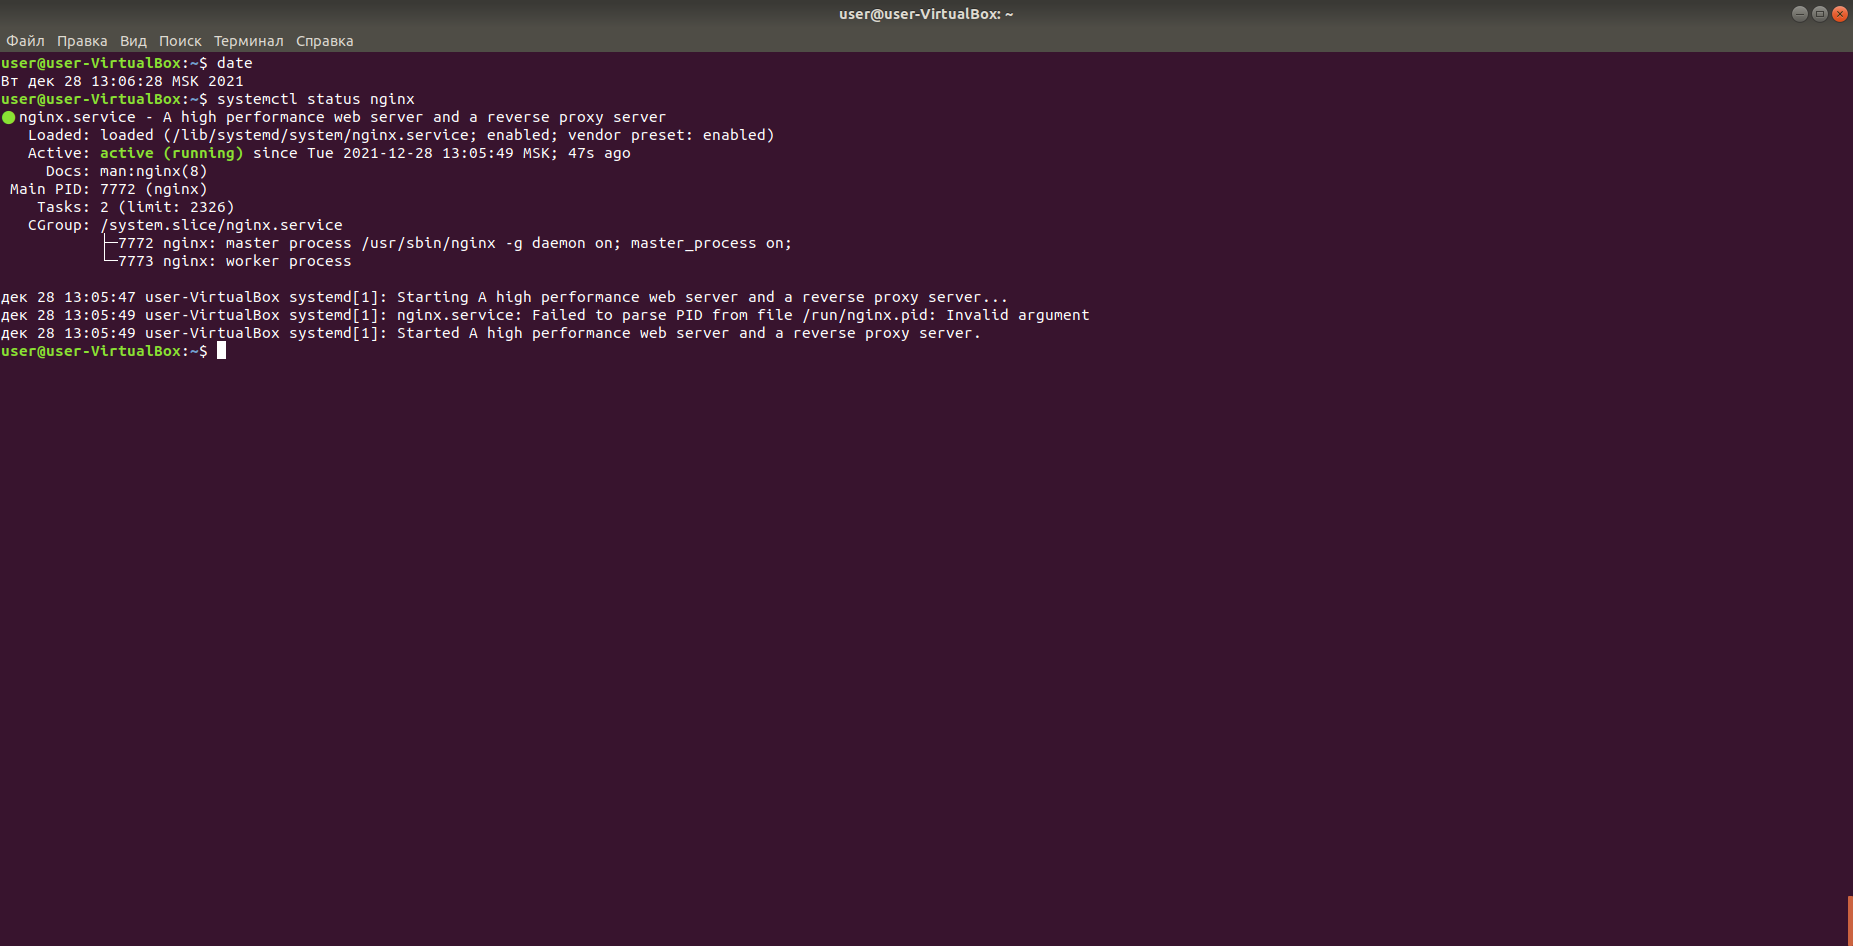 user@user-VirtualBox: ~
Файл Правка Вид Поиск Терминал Справка
user@user-VirtualBox:~$ date
Вт дек 28 13:06:28 MSK 2021
user@user-VirtualBox:~$ systemctl status nginx
● nginx.service - A high performance web server and a reverse proxy server
   Loaded: loaded (/lib/systemd/system/nginx.service; enabled; vendor preset: enabled)
   Active: active (running) since Tue 2021-12-28 13:05:49 MSK; 47s ago
     Docs: man:nginx(8)
 Main PID: 7772 (nginx)
    Tasks: 2 (limit: 2326)
   CGroup: /system.slice/nginx.service
           ├─7772 nginx: master process /usr/sbin/nginx -g daemon on; master_process on;
           └─7773 nginx: worker process
дек 28 13:05:47 user-VirtualBox systemd[1]: Starting A high performance web server and a reverse proxy server...
дек 28 13:05:49 user-VirtualBox systemd[1]: nginx.service: Failed to parse PID from file /run/nginx.pid: Invalid argument
дек 28 13:05:49 user-VirtualBox systemd[1]: Started A high performance web server and a reverse proxy server.
user@user-VirtualBox:~$